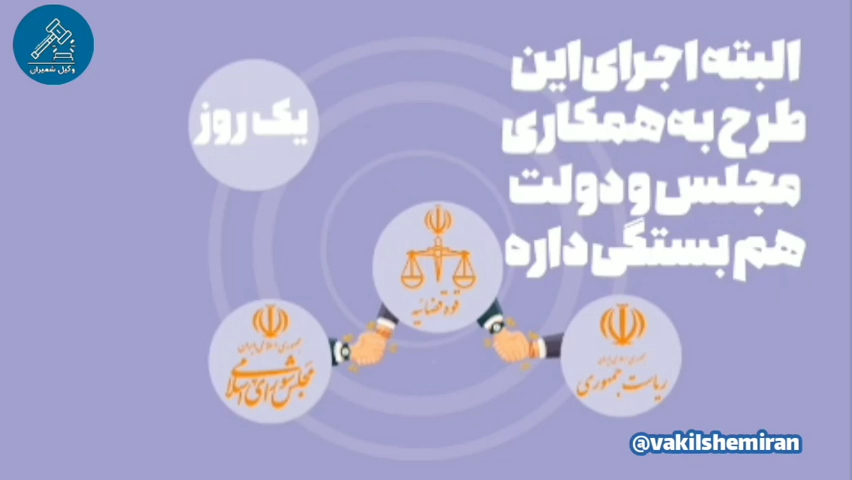 وکیل شمیران
البته اجرای این
طرح به همکاری
مجلس و دولت
هم بستگی داره
یک روز
قوه قضائیه
جمهوری اسلامی ایران
مجلس شورای اسلامی
جمهوری اسلامی ایران
ریاست جمهوری
@vakilshemiran